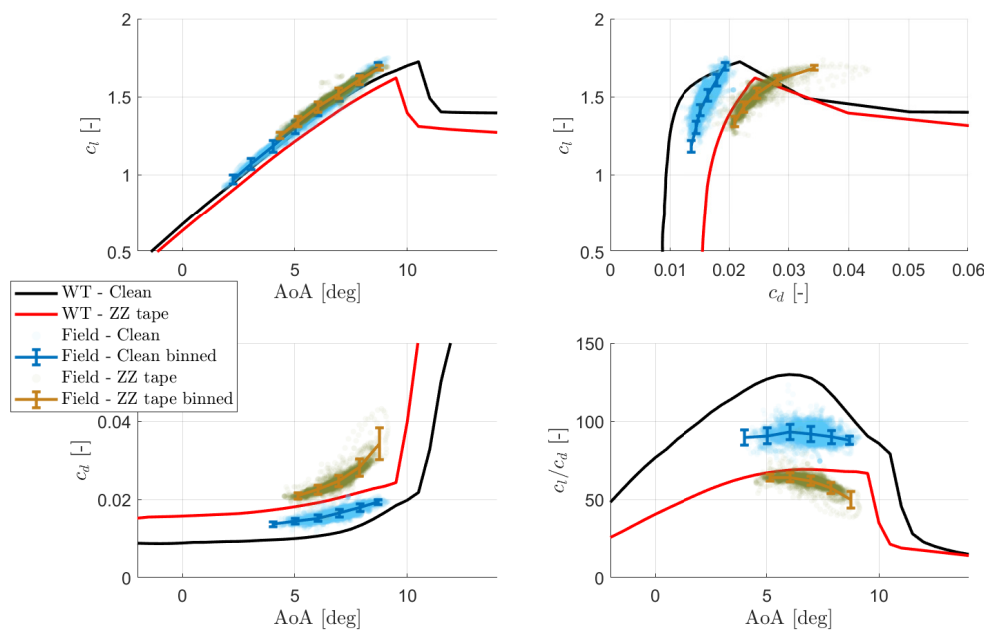 2
1.5
1
0.5
0
5
10
c_l [-]
AoA [deg]
2
1.5
1
0.5
0
0.01
0.02
0.03
0.04
0.05
0.06
c_l [-]
c_d [-]
WT - Clean
WT - ZZ tape
Field - Clean
Field - Clean binned
Field - ZZ tape
Field - ZZ tape binned
0.04
0.02
0
0
5
10
c_d [-]
AoA [deg]
150
100
50
0
0
5
10
c_l/c_d [-]
AoA [deg]